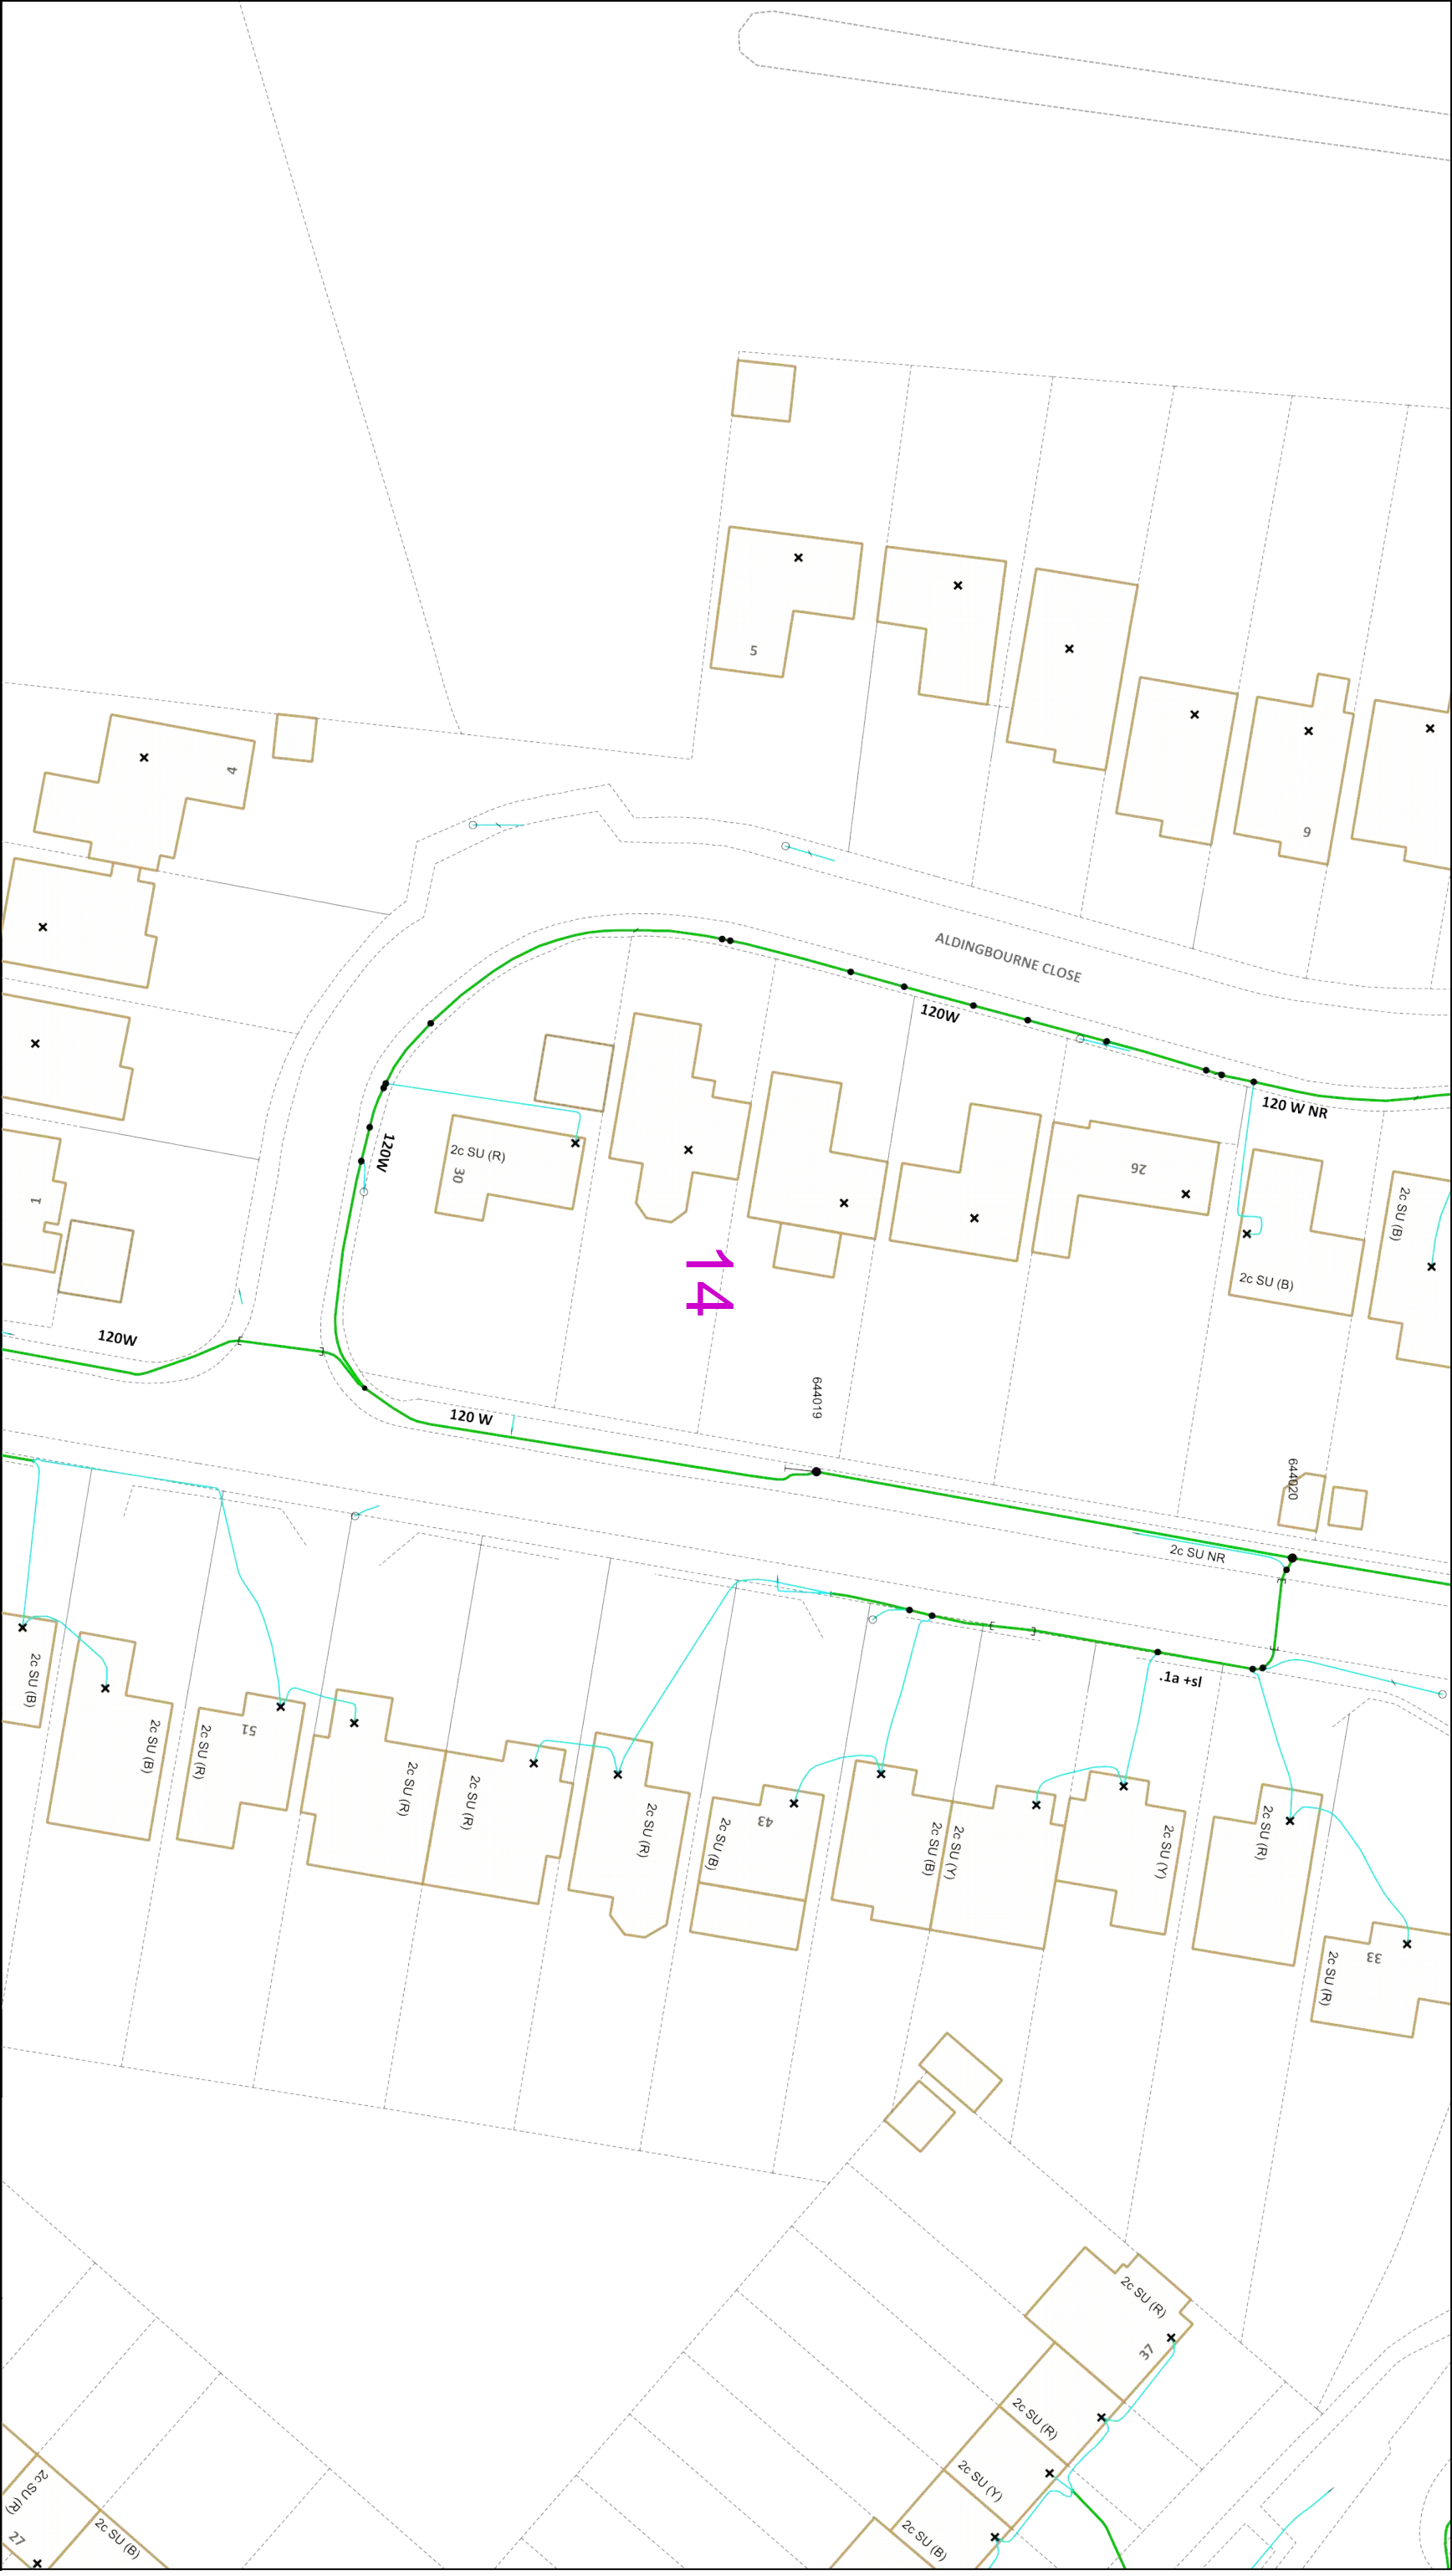 5
4
9
ALDINGBOURNE CLOSE
120W
120 W NR
120W
2c SU (R)
30
26
2c SU (B)
2c SU (B)
1
14
120W
644019
120 W
644020
2c SU NR
.1a +sl
2c SU (B)
2c SU (B)
2c SU (R)
51
2c SU (R)
2c SU (R)
2c SU (R)
2c SU (B)
43
2c SU (B)
2c SU (Y)
2c SU (Y)
2c SU (R)
2c SU (R)
33
2c SU (R)
37
2c SU (R)
2c SU (Y)
2c SU (B)
2c SU (R)
27
2c SU (B)